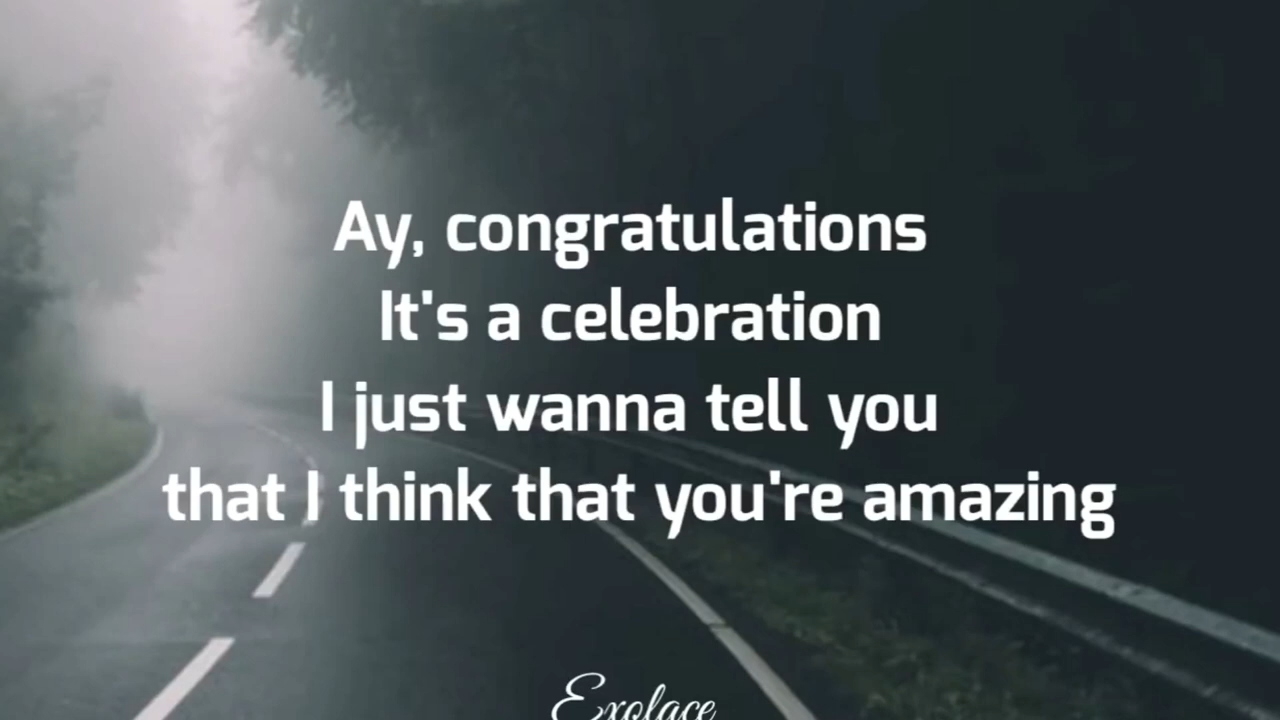 Ay, congratulations
It's a celebration
I just wanna tell you
that I think that you're amazing
Exolace